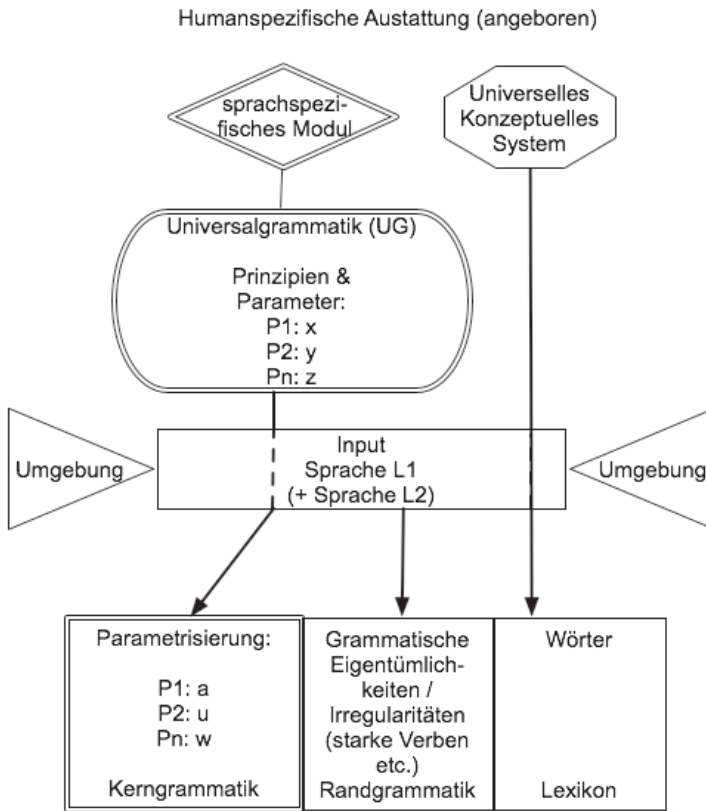 Humanspezifische Austattung (angeboren)
sprachspezi-
fisches Modul
Universelles
Konzeptuelles
System
Universalgrammatik (UG)
Prinzipien &
Parameter:
P1: x
P2: y
Pn: z
Umgebung
Input
Sprache L1
(+ Sprache L2)
Umgebung
Parametrisierung:
P1: a
P2: u
Pn: w
Kerngrammatik
Grammatische
Eigentümlich-
keiten /
Irregularitäten
(starke Verben
etc.)
Randgrammatik
Wörter
Lexikon